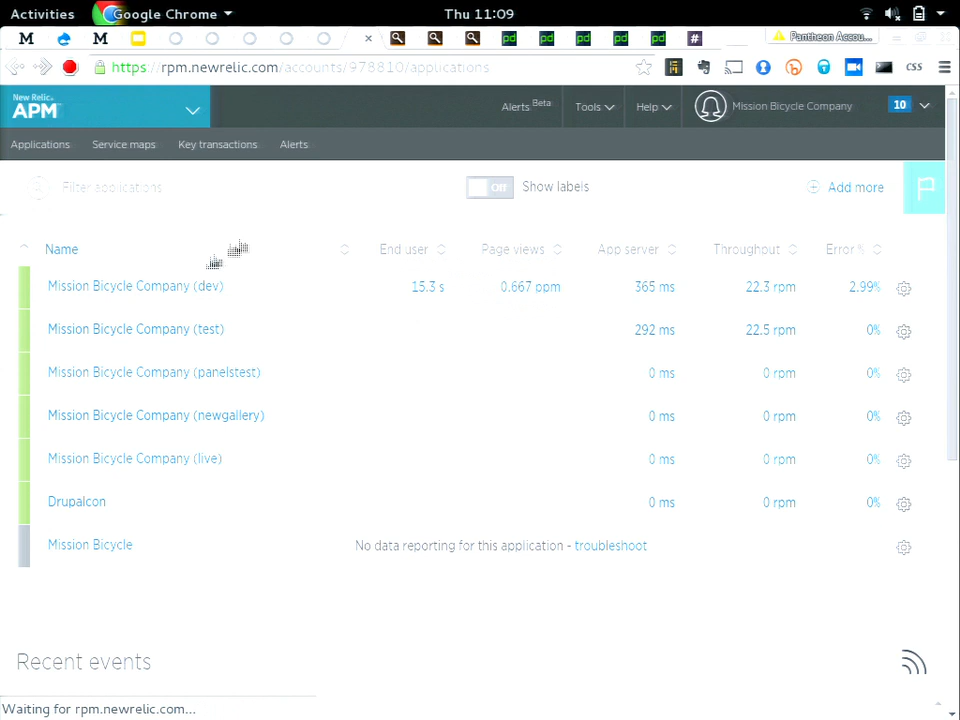 Activities Google Chrome Thu 11:09
M M # Pantheon Accou...
https://rpm.newrelic.com/accounts/978810/applications CSS
New Relic
APM
Alerts Beta Tools Help Mission Bicycle Company 10
Applications Service maps Key transactions Alerts
Filter applications Off Show labels Add more
Name End user Page views App server Throughput Error %
Mission Bicycle Company (dev) 15.3 s 0.667 ppm 365 ms 22.3 rpm 2.99%
Mission Bicycle Company (test) 292 ms 22.5 rpm 0%
Mission Bicycle Company (panelstest) 0 ms 0 rpm 0%
Mission Bicycle Company (newgallery) 0 ms 0 rpm 0%
Mission Bicycle Company (live) 0 ms 0 rpm 0%
Drupalcon 0 ms 0 rpm 0%
Mission Bicycle No data reporting for this application - troubleshoot
Recent events
Waiting for rpm.newrelic.com...